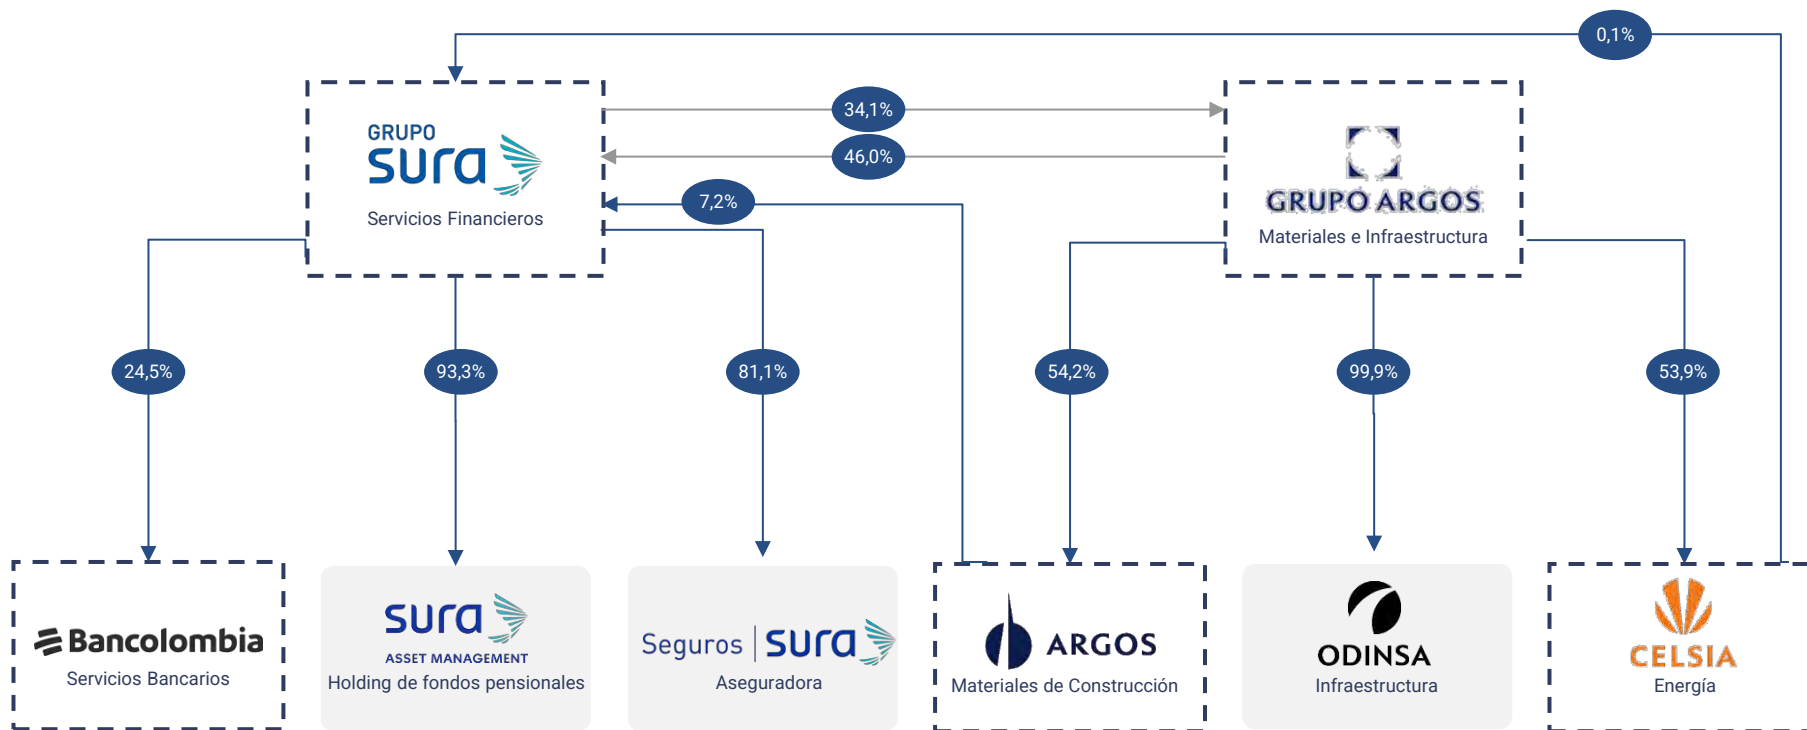 0,1%
34,1%
46,0%
7,2%
GRUPO
sura
Servicios Financieros
GRUPO ARGOS
Materiales e Infraestructura
24,5%
93,3%
81,1%
54,2%
99,9%
53,9%
Bancolombia
Servicios Bancarios
sura
ASSET MANAGEMENT
Holding de fondos pensionales
Seguros | sura
Aseguradora
ARGOS
Materiales de Construcción
ODINSA
Infraestructura
CELSIA
Energía